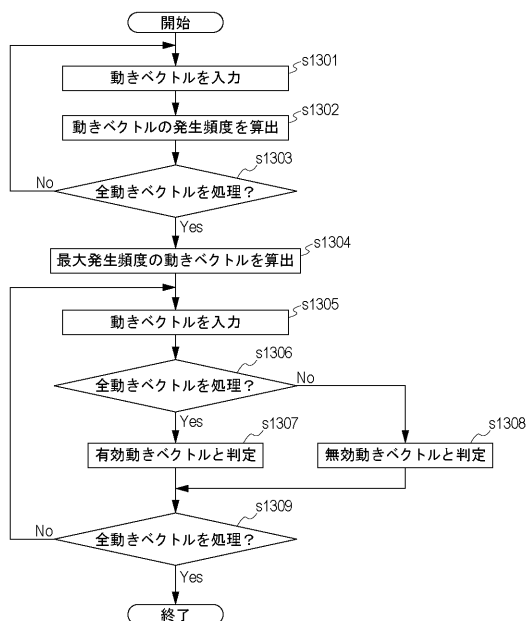 開始
動きベクトルを入力
s1301
動きベクトルの発生頻度を算出
s1302
全動きベクトルを処理?
s1303
No
Yes
最大発生頻度の動きベクトルを算出
s1304
動きベクトルを入力
s1305
全動きベクトルを処理?
s1306
No
Yes
有効動きベクトルと判定
s1307
無効動きベクトルと判定
s1308
全動きベクトルを処理?
s1309
No
Yes
終了